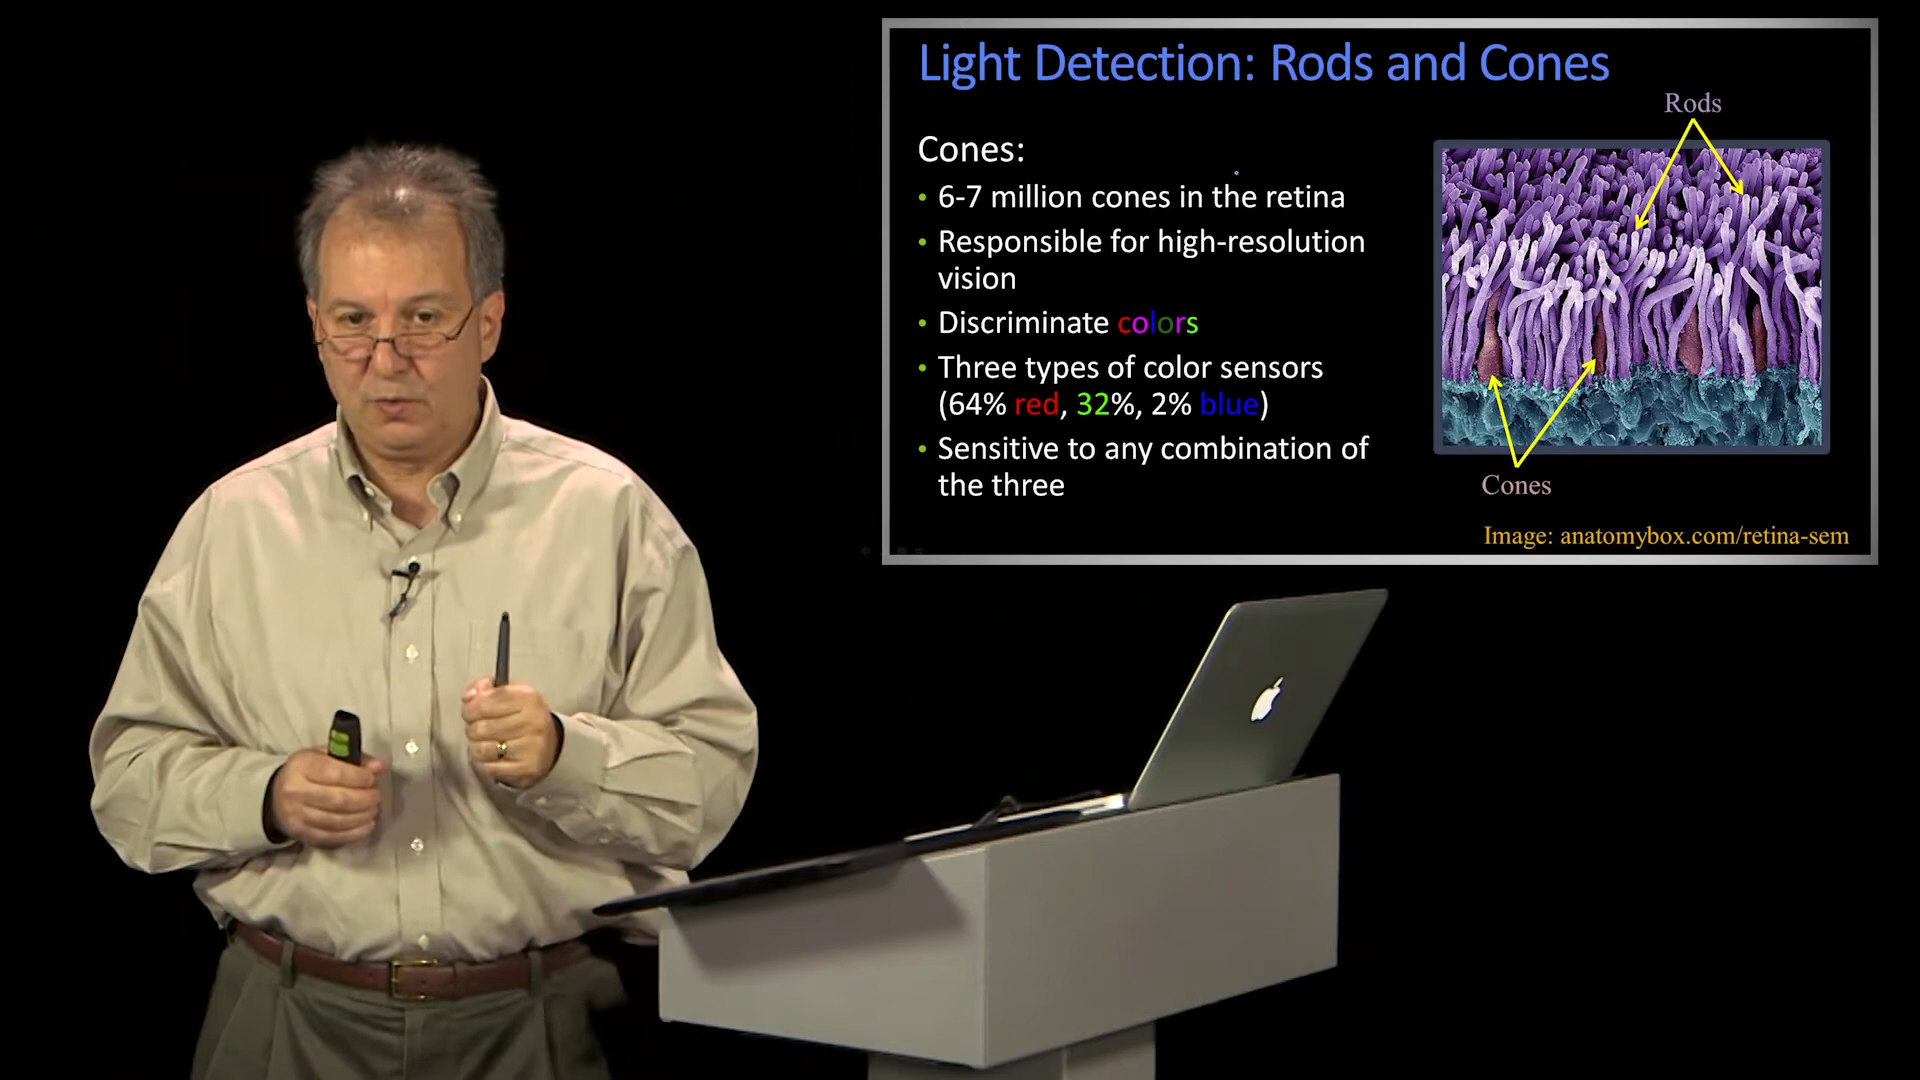 Light Detection: Rods and Cones
Rods
Cones:
• 6-7 million cones in the retina
• Responsible for high-resolution
vision
• Discriminate colors
• Three types of color sensors
(64% red, 32%, 2% blue)
• Sensitive to any combination of
the three
Cones
Image: anatomybox.com/retina-sem